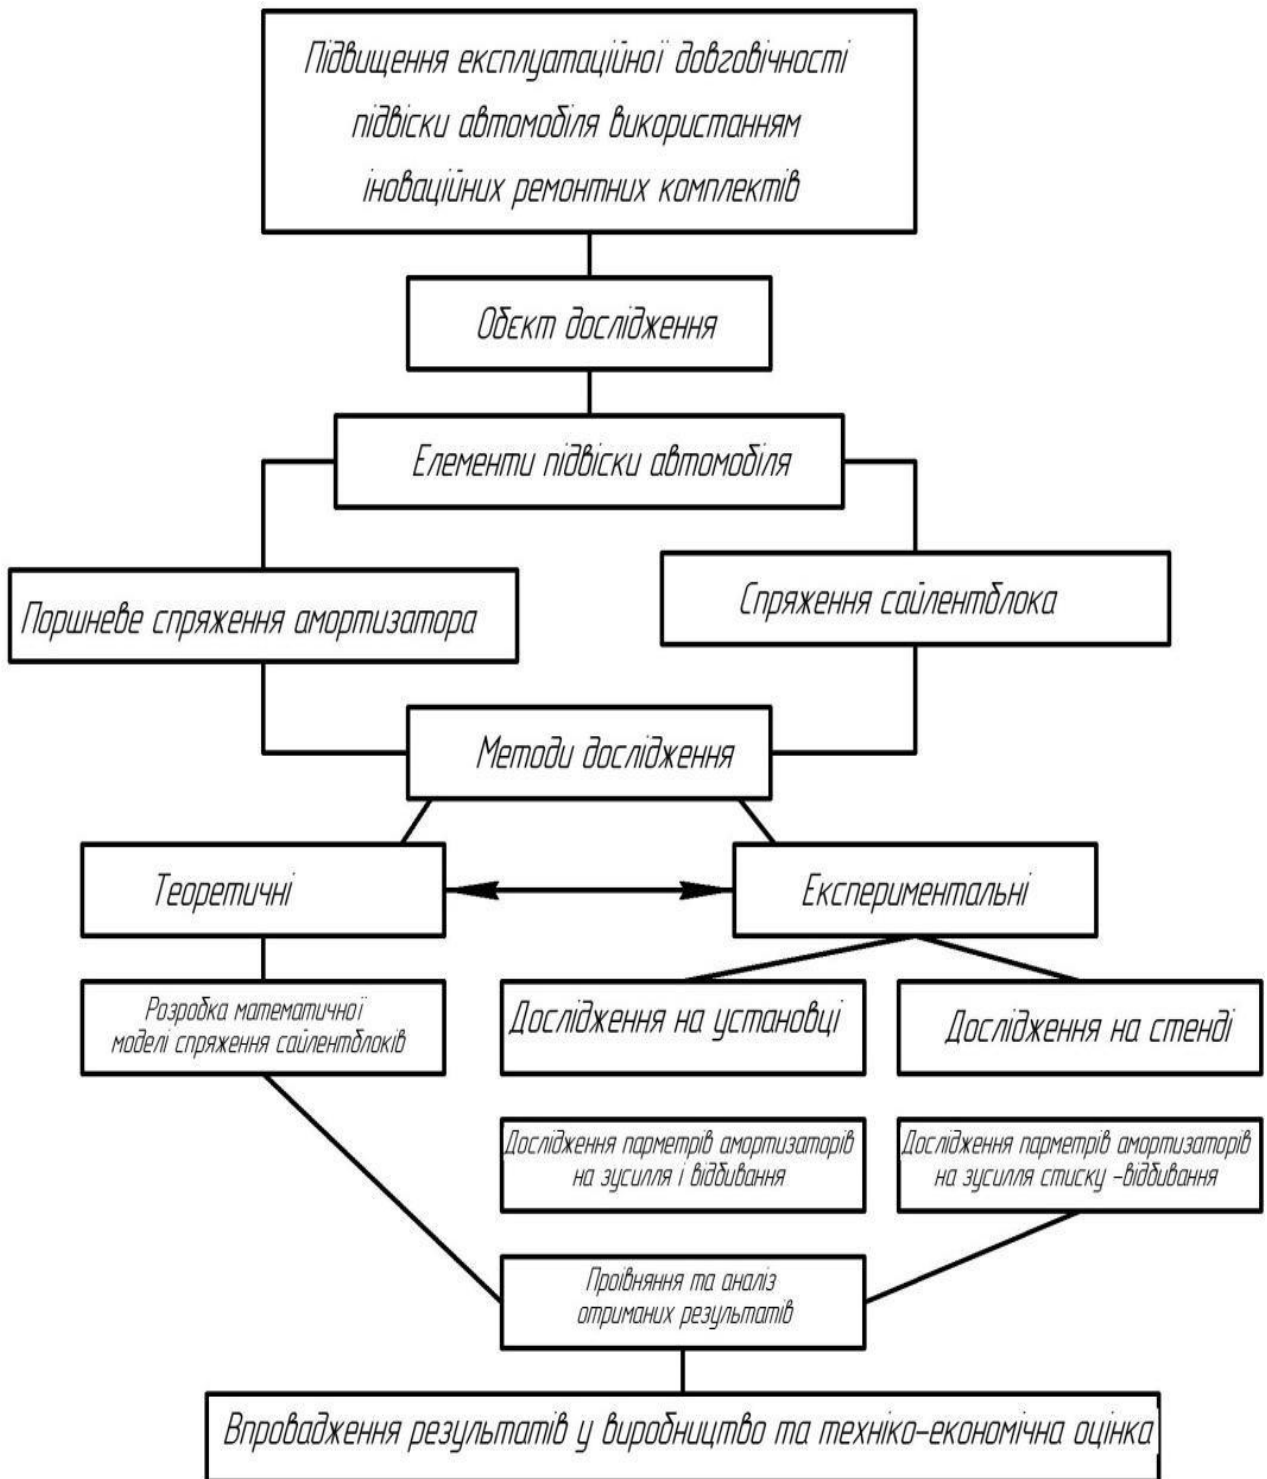 Підвищення експлуатаційної довговічності
підвіски автомобіля використанням
іноваційних ремонтних комплектів
Обєкт дослідження
Елементи підвіски автомобіля
Поршневе спряження амортизатора
Спряження сайлентблока
Методи дослідження
Теоретичні
Експериментальні
Розробка математичної
моделі спряження сайлентблоків
Дослідження на установці
Дослідження на стенді
Дослідження парметрів амортизаторів
на зусилля і відбивання
Дослідження парметрів амортизаторів
на зусилля стиску -відбивання
Проівняння та аналіз
отриманих результатів
Впровадження результатів у виробництво та техніко-економічна оцінка